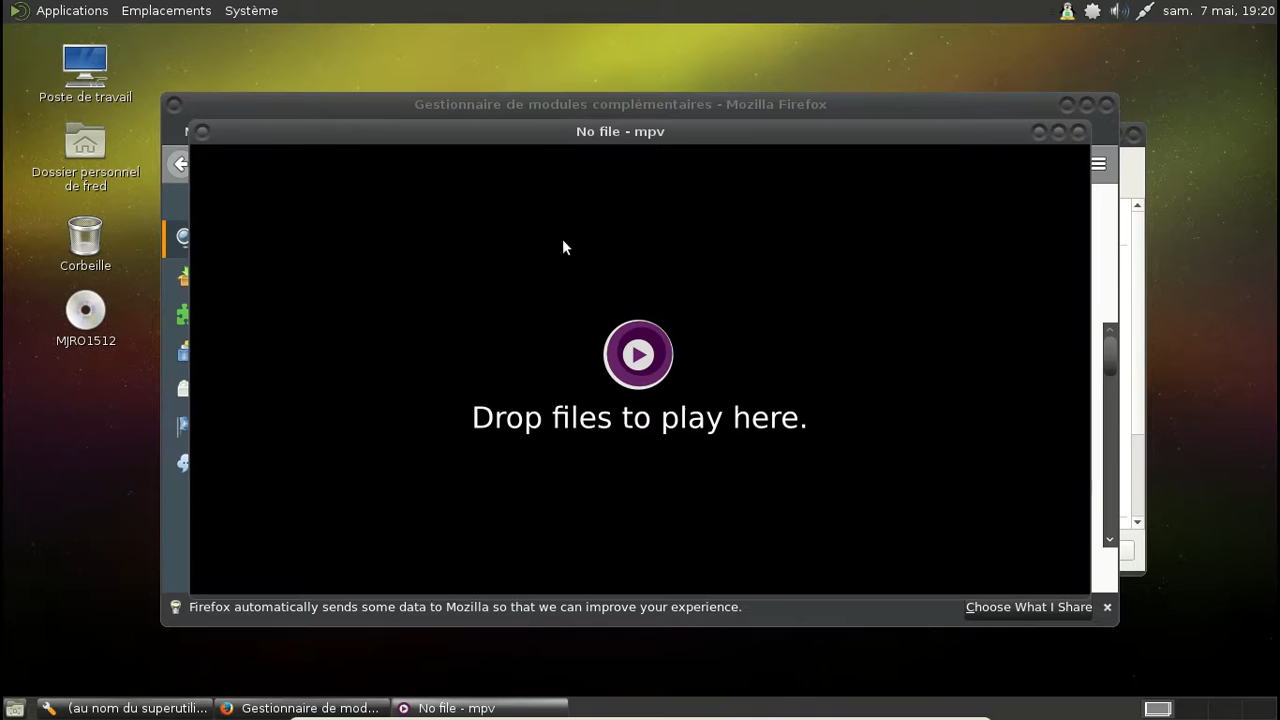 Applications Emplacements Système
sam. 7 mai, 19:20
Poste de travail
Dossier personnel
de fred
Corbeille
MJRO1512
Gestionnaire de modules complémentaires - Mozilla Firefox
No file - mpv
Drop files to play here.
Firefox automatically sends some data to Mozilla so that we can improve your experience.
Choose What I Share
(au nom du superutili...
Gestionnaire de mod...
No file - mpv